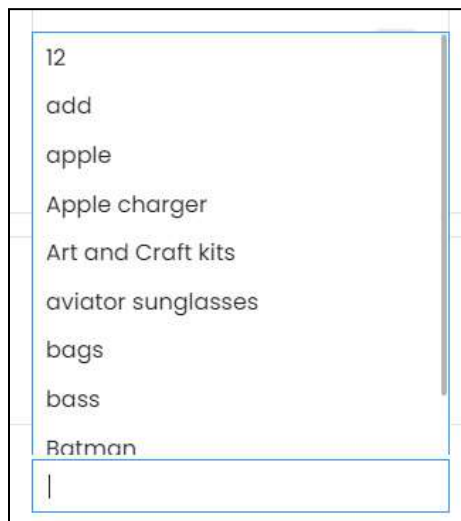 12
add
apple
Apple charger
Art and Craft kits
aviator sunglasses
bags
bass
Batman